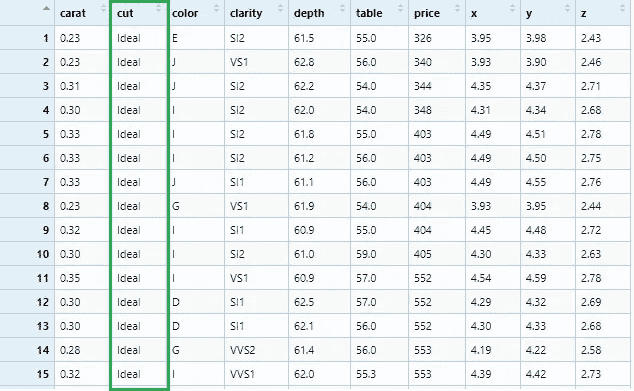 carat cut color clarity depth table price x y z
1 0.23 Ideal E SI2 61.5 55.0 326 3.95 3.98 2.43
2 0.23 Ideal J VS1 62.8 56.0 340 3.93 3.90 2.46
3 0.31 Ideal J SI2 62.2 54.0 344 4.35 4.37 2.71
4 0.30 Ideal I SI2 62.0 54.0 348 4.31 4.34 2.68
5 0.33 Ideal I SI2 61.8 55.0 403 4.49 4.51 2.78
6 0.33 Ideal I SI2 61.2 56.0 403 4.49 4.50 2.75
7 0.33 Ideal J SI1 61.1 56.0 403 4.49 4.55 2.76
8 0.23 Ideal G VS1 61.9 54.0 404 3.93 3.95 2.44
9 0.32 Ideal I SI1 60.9 55.0 404 4.45 4.48 2.72
10 0.30 Ideal I SI2 61.0 59.0 405 4.30 4.33 2.63
11 0.35 Ideal I VS1 60.9 57.0 552 4.54 4.59 2.78
12 0.30 Ideal D SI1 62.5 57.0 552 4.29 4.32 2.69
13 0.30 Ideal D SI1 62.1 56.0 552 4.30 4.33 2.68
14 0.28 Ideal G VVS2 61.4 56.0 553 4.19 4.22 2.58
15 0.32 Ideal I VVS1 62.0 55.3 553 4.39 4.42 2.73